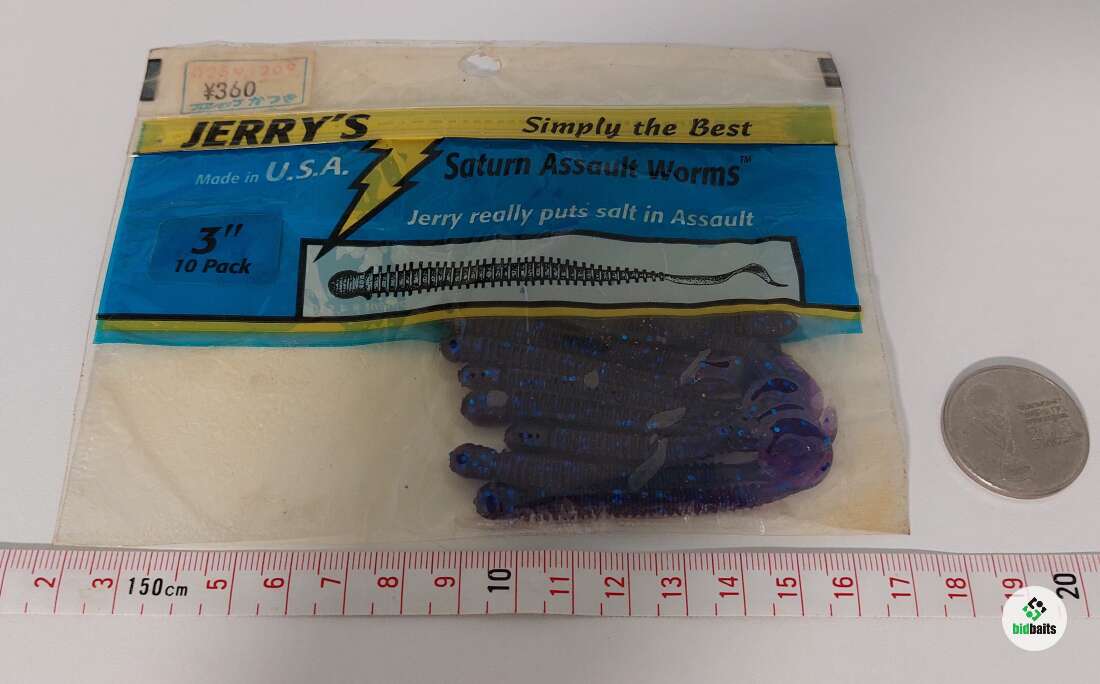 ¥360
JERRY'S
Simply the Best
Made in U.S.A.
Saturn Assault Worms™
Jerry really puts salt in Assault
3"
10 Pack
2 3 150cm 5 6 7 8 9 10 11 12 13 14 15 16 17 18 19 20
bidbaits